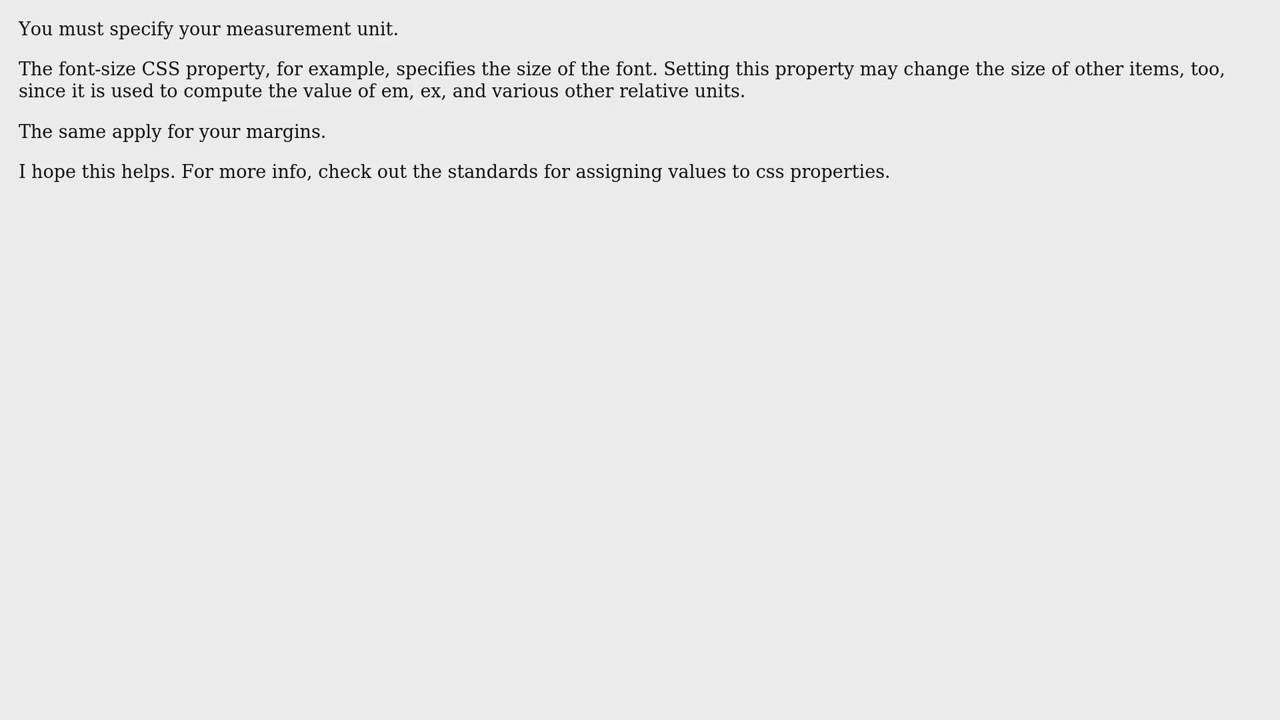 You must specify your measurement unit.
The font-size CSS property, for example, specifies the size of the font. Setting this property may change the size of other items, too,
since it is used to compute the value of em, ex, and various other relative units.
The same apply for your margins.
I hope this helps. For more info, check out the standards for assigning values to css properties.